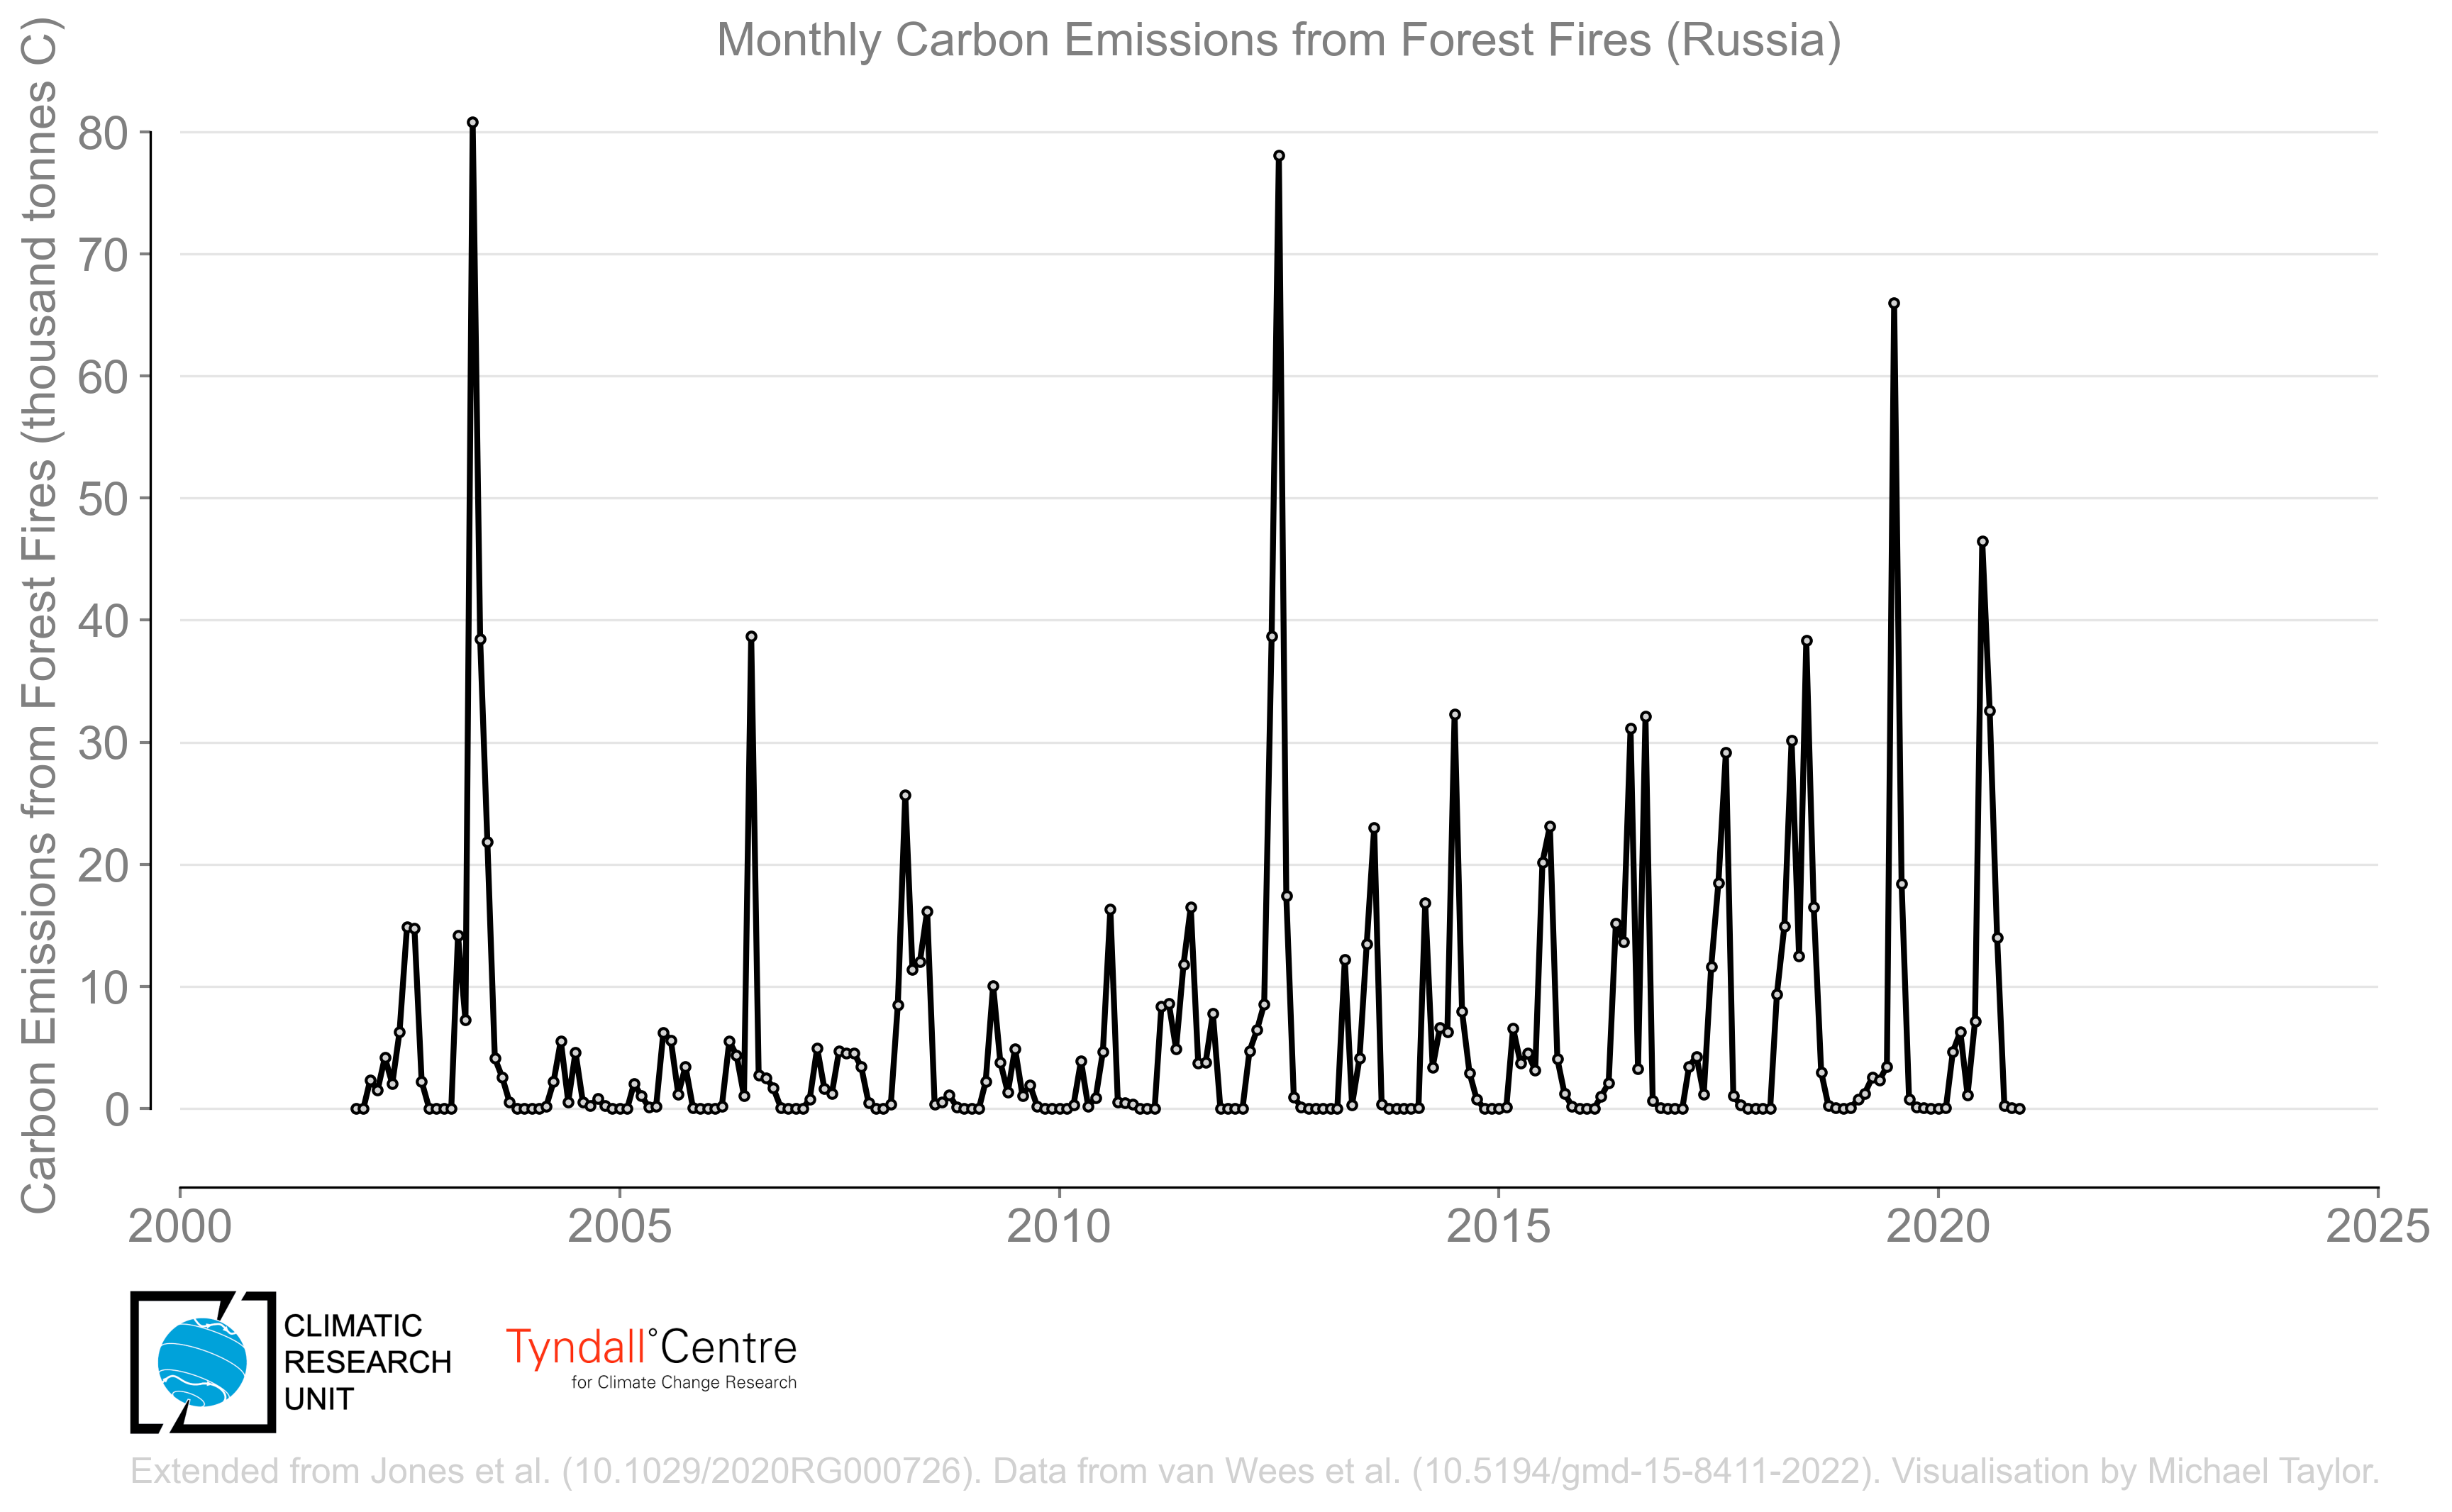 Monthly Carbon Emissions from Forest Fires (Russia)
Carbon Emissions from Forest Fires (thousand tonnes C)
80
70
60
50
40
30
20
10
0
2000 2005 2010 2015 2020 2025
CLIMATIC
RESEARCH
UNIT
Tyndall°Centre
for Climate Change Research
Extended from Jones et al. (10.1029/2020RG000726). Data from van Wees et al. (10.5194/gmd-15-8411-2022). Visualisation by Michael Taylor.